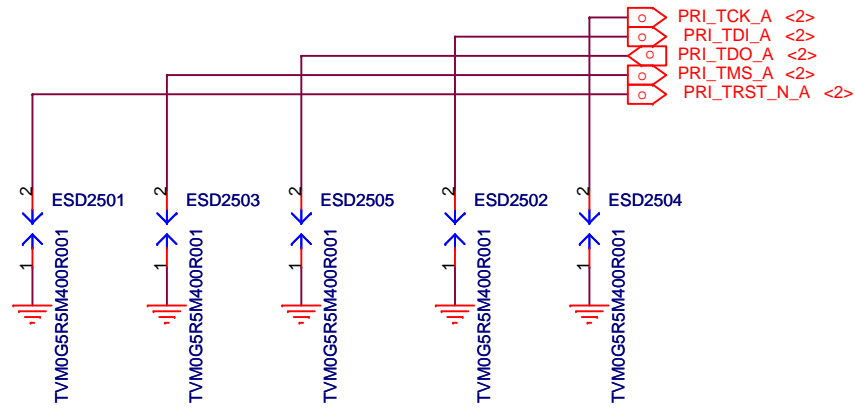 PRI_TCK_A <2>
PRI_TDI_A <2>
PRI_TDO_A <2>
PRI_TMS_A <2>
PRI_TRST_N_A <2>
2 ESD2501
2 ESD2503
2 ESD2505
2 ESD2502
2 ESD2504
1 TVM0G5R5M400R001
1 TVM0G5R5M400R001
1 TVM0G5R5M400R001
1 TVM0G5R5M400R001
1 TVM0G5R5M400R001